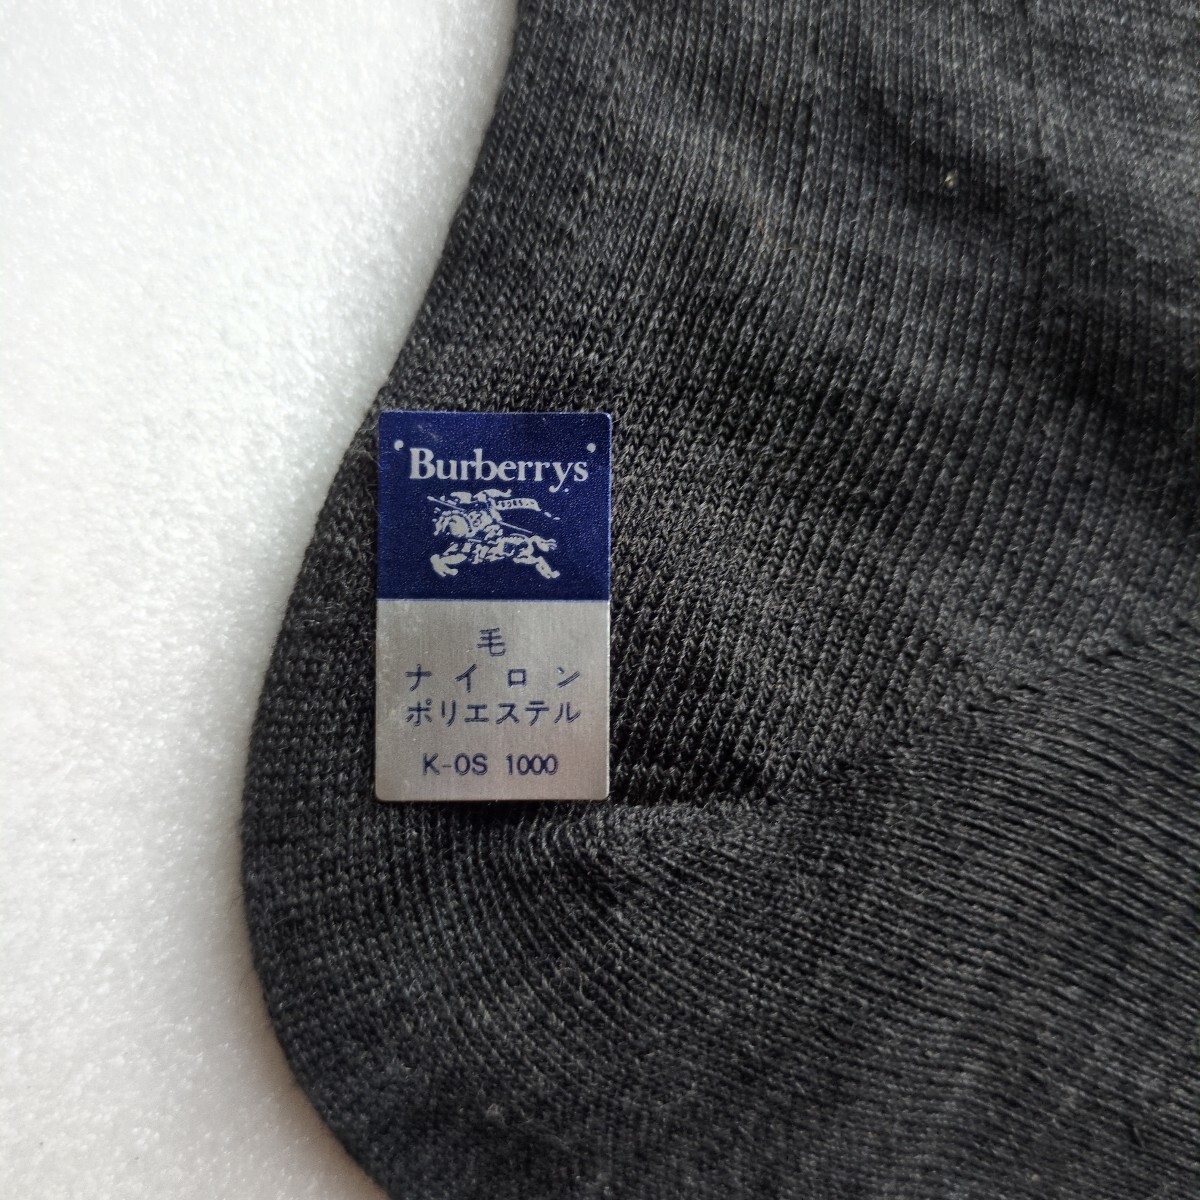 Burberrys
毛
ナイロン
ポリエステル
K-OS 1000